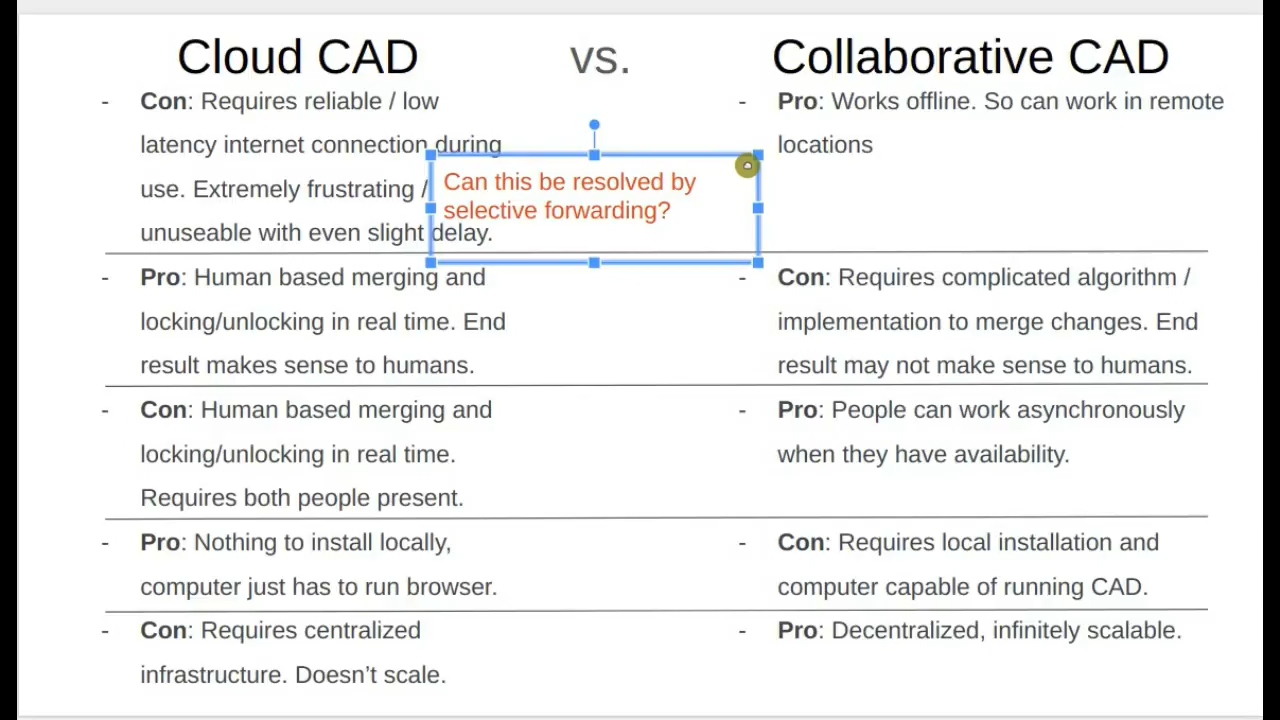 Cloud CAD vs. Collaborative CAD
- Con: Requires reliable / low
latency internet connection during
use. Extremely frustrating /
unuseable with even slight delay.
- Pro: Works offline. So can work in remote
locations
Can this be resolved by
selective forwarding?
- Pro: Human based merging and
locking/unlocking in real time. End
result makes sense to humans.
- Con: Requires complicated algorithm /
implementation to merge changes. End
result may not make sense to humans.
- Con: Human based merging and
locking/unlocking in real time.
Requires both people present.
- Pro: People can work asynchronously
when they have availability.
- Pro: Nothing to install locally,
computer just has to run browser.
- Con: Requires local installation and
computer capable of running CAD.
- Con: Requires centralized
infrastructure. Doesn’t scale.
- Pro: Decentralized, infinitely scalable.